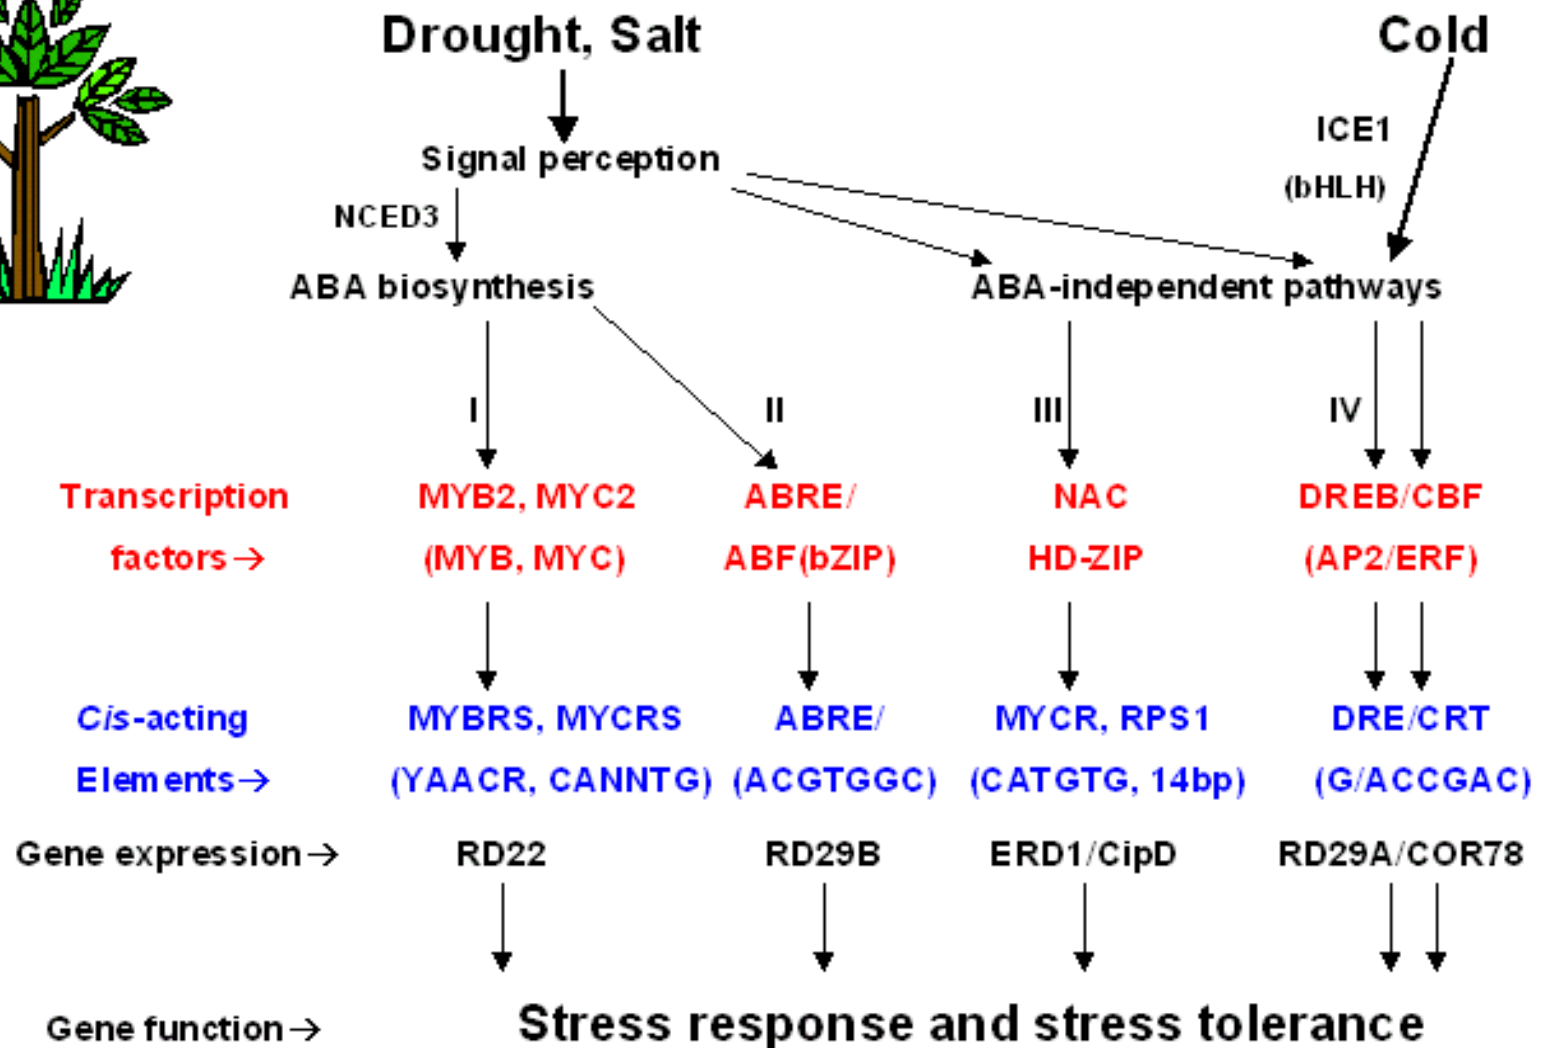 Drought, Salt Cold
ICE1
Signal perception
(bHLH)
NCED3
ABA biosynthesis ABA-independent pathways
I II III IV
Transcription MYB2, MYC2 ABRE/ NAC DREB/CBF
factors→ (MYB, MYC) ABF(bZIP) HD-ZIP (AP2/ERF)
Cis-acting MYBRS, MYCRS ABRE/ MYCR, RPS1 DRE/CRT
Elements→ (YAACR, CANNTG) (ACGTGGC) (CATGTG, 14bp) (G/ACCGAC)
Gene expression→ RD22 RD29B ERD1/CipD RD29A/COR78
Gene function→ Stress response and stress tolerance